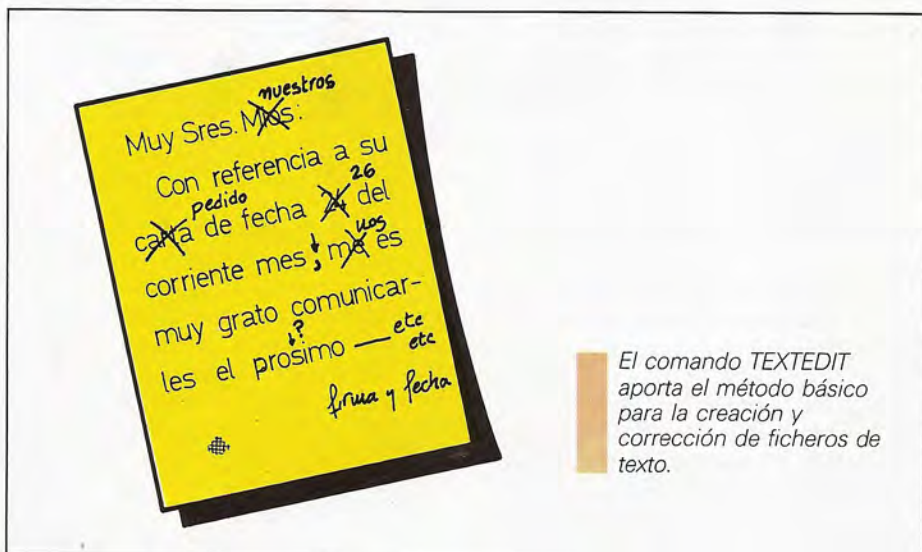 nuestros
Muy Sres. Mios:
Con referencia a su
26
pedido
carta de fecha 24 del
nos
corriente mes, me es
muy grato comunicar-
?
les el prosimo — etc
etc
firma y fecha
El comando TEXTEDIT
aporta el método básico
para la creación y
corrección de ficheros de
texto.